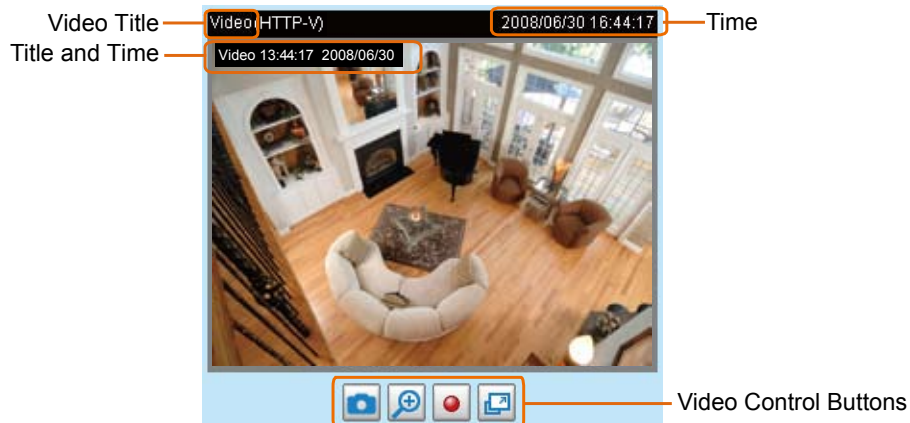 Video Title
Video(HTTP-V)
2008/06/30 16:44:17
Time
Title and Time
Video 13:44:17 2008/06/30
Video Control Buttons